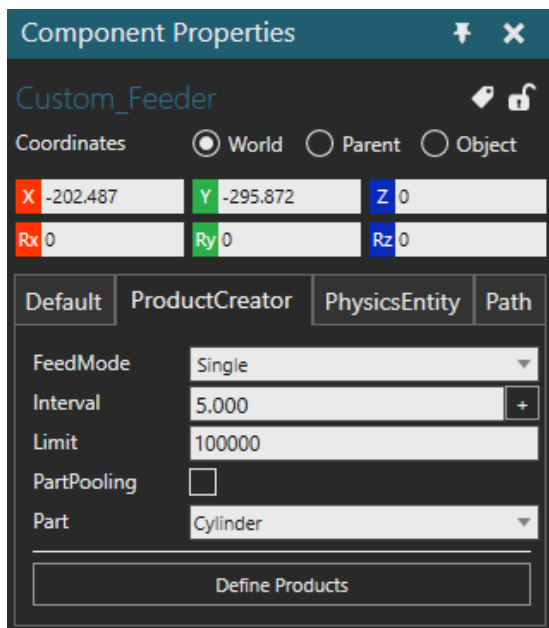 Component Properties
Custom_Feeder
Coordinates World Parent Object
X -202.487 Y -295.872 Z 0
Rx 0 Ry 0 Rz 0
Default ProductCreator PhysicsEntity Path
FeedMode Single
Interval 5.000 +
Limit 100000
PartPooling
Part Cylinder
Define Products